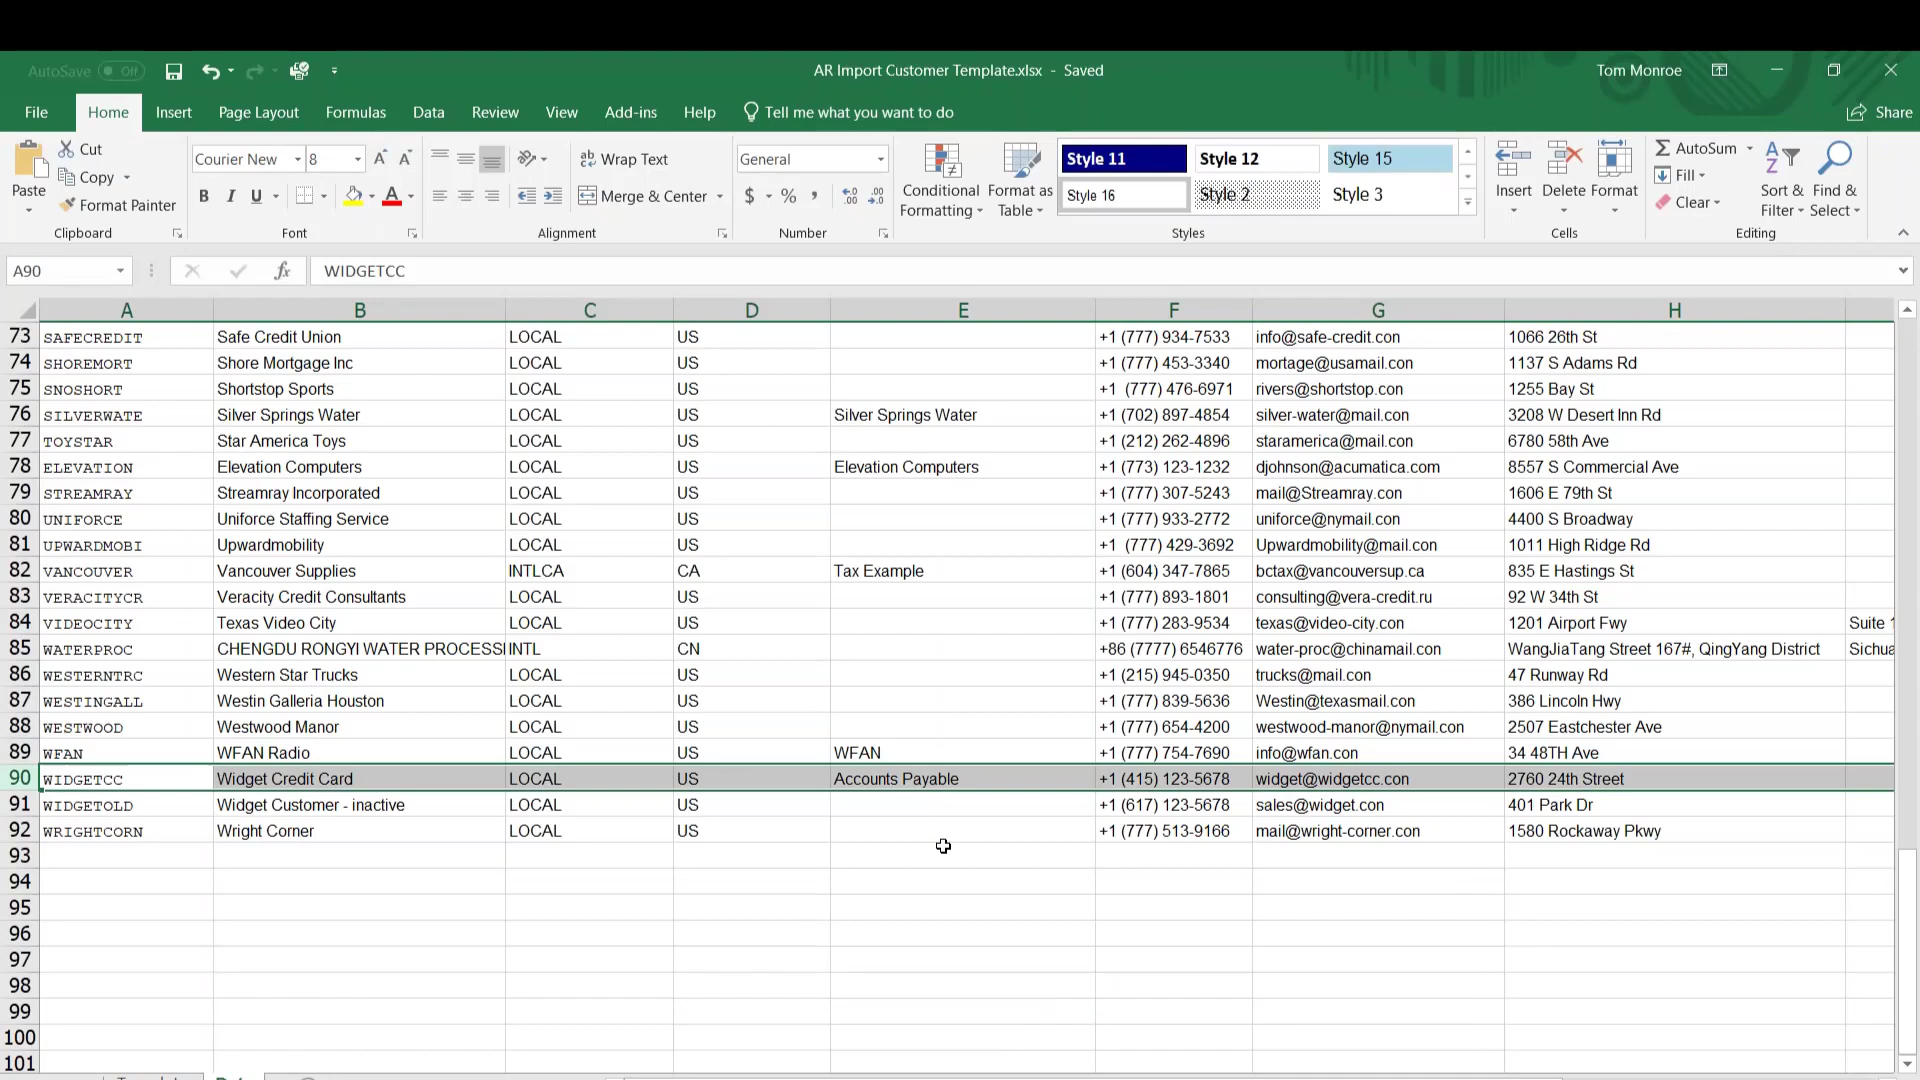 AutoSave Off AR Import Customer Template.xlsx - Saved Tom Monroe
File Home Insert Page Layout Formulas Data Review View Add-ins Help Tell me what you want to do Share
Paste Cut Copy Format Painter Clipboard
Courier New 8 B I U Font
Wrap Text Merge & Center Alignment
General $ % , Number
Conditional Formatting Format as Table
Style 11 Style 12 Style 15
Style 16 Style 2 Style 3
Styles
Insert Delete Format Cells
AutoSum Fill Clear Sort & Filter Find & Select Editing
A90 fx WIDGETCC
A B C D E F G H
73 SAFECREDIT Safe Credit Union LOCAL US +1 (777) 934-7533 info@safe-credit.con 1066 26th St
74 SHOREMORT Shore Mortgage Inc LOCAL US +1 (777) 453-3340 mortage@usamail.con 1137 S Adams Rd
75 SNOSHORT Shortstop Sports LOCAL US +1 (777) 476-6971 rivers@shortstop.con 1255 Bay St
76 SILVERWATE Silver Springs Water LOCAL US Silver Springs Water +1 (702) 897-4854 silver-water@mail.con 3208 W Desert Inn Rd
77 TOYSTAR Star America Toys LOCAL US +1 (212) 262-4896 staramerica@mail.con 6780 58th Ave
78 ELEVATION Elevation Computers LOCAL US Elevation Computers +1 (773) 123-1232 djohnson@acumatica.com 8557 S Commercial Ave
79 STREAMRAY Streamray Incorporated LOCAL US +1 (777) 307-5243 mail@Streamray.con 1606 E 79th St
80 UNIFORCE Uniforce Staffing Service LOCAL US +1 (777) 933-2772 uniforce@nymail.con 4400 S Broadway
81 UPWARDMOBI Upwardmobility LOCAL US +1 (777) 429-3692 Upwardmobility@mail.con 1011 High Ridge Rd
82 VANCOUVER Vancouver Supplies INTLCA CA Tax Example +1 (604) 347-7865 bctax@vancouversup.ca 835 E Hastings St
83 VERACITYCR Veracity Credit Consultants LOCAL US +1 (777) 893-1801 consulting@vera-credit.ru 92 W 34th St
84 VIDEOCITY Texas Video City LOCAL US +1 (777) 283-9534 texas@video-city.con 1201 Airport Fwy Suite 1
85 WATERPROC CHENGDU RONGYI WATER PROCESSI INTL CN +86 (7777) 6546776 water-proc@chinamail.con WangJiaTang Street 167#, QingYang District Sichua
86 WESTERNTRC Western Star Trucks LOCAL US +1 (215) 945-0350 trucks@mail.con 47 Runway Rd
87 WESTINGALL Westin Galleria Houston LOCAL US +1 (777) 839-5636 Westin@texasmail.con 386 Lincoln Hwy
88 WESTWOOD Westwood Manor LOCAL US +1 (777) 654-4200 westwood-manor@nymail.con 2507 Eastchester Ave
89 WFAN WFAN Radio LOCAL US WFAN +1 (777) 754-7690 info@wfan.con 34 48TH Ave
90 WIDGETCC Widget Credit Card LOCAL US Accounts Payable +1 (415) 123-5678 widget@widgetcc.con 2760 24th Street
91 WIDGETOLD Widget Customer - inactive LOCAL US +1 (617) 123-5678 sales@widget.con 401 Park Dr
92 WRIGHTCORN Wright Corner LOCAL US +1 (777) 513-9166 mail@wright-corner.con 1580 Rockaway Pkwy
93
94
95
96
97
98
99
100
101